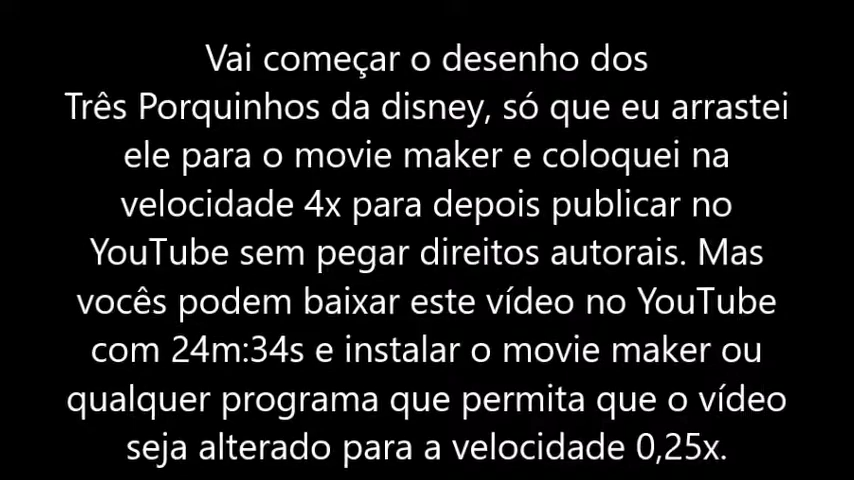 Vai começar o desenho dos
Três Porquinhos da disney, só que eu arrastei
ele para o movie maker e coloquei na
velocidade 4x para depois publicar no
YouTube sem pegar direitos autorais. Mas
vocês podem baixar este vídeo no YouTube
com 24m:34s e instalar o movie maker ou
qualquer programa que permita que o vídeo
seja alterado para a velocidade 0,25x.